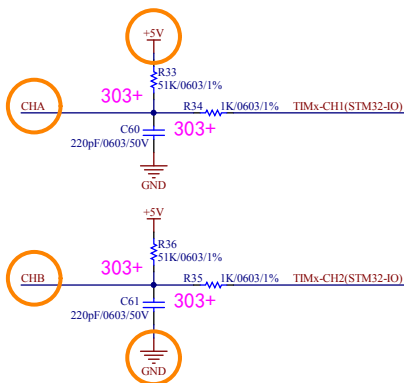 +5V
R33
51K/0603/1%
303+
CHA
R34 1K/0603/1% TIMx-CH1(STM32-IO)
C60 303+
220pF/0603/50V
GND
+5V
R36
51K/0603/1%
303+
CHB
R35 1K/0603/1% TIMx-CH2(STM32-IO)
C61 303+
220pF/0603/50V
GND